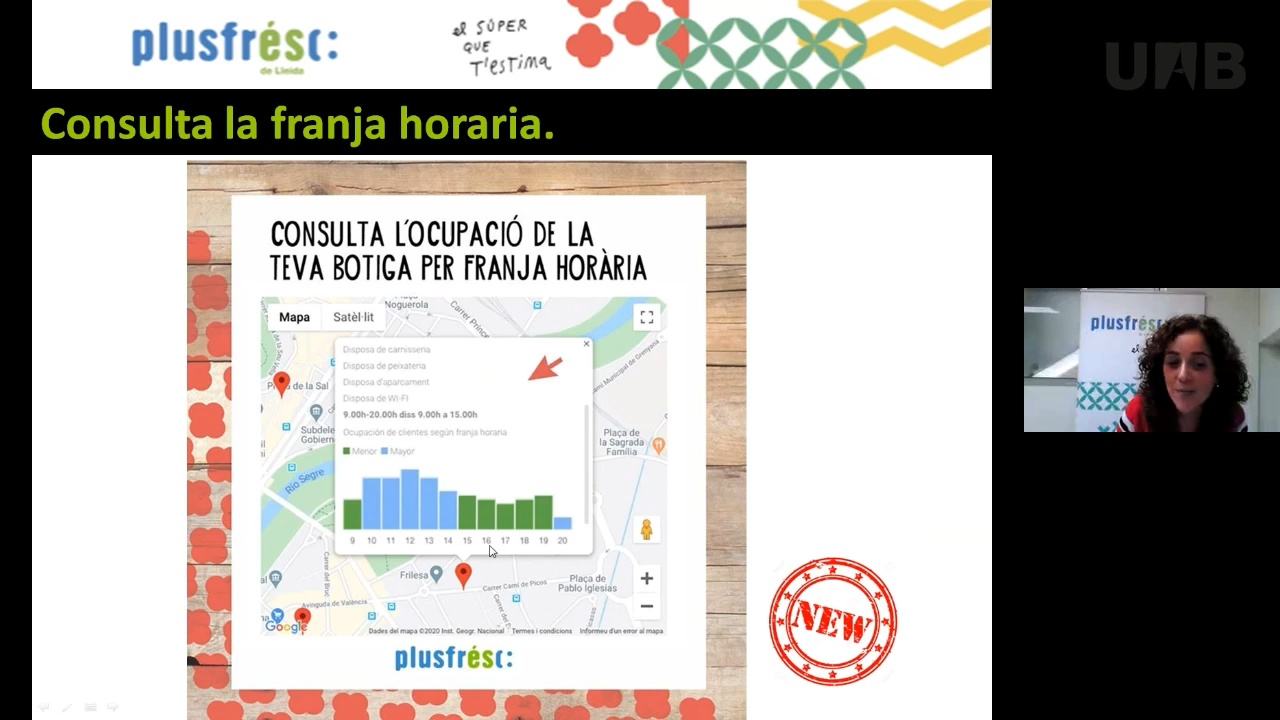 plusfrésc:
de Lleida
el SÚPER
QUE
T'ESTIMA
UAB
Consulta la franja horaria.
CONSULTA L'OCUPACIÓ DE LA
TEVA BOTIGA PER FRANJA HORÀRIA
Mapa Satèl·lit
Noguerola
Disposa de carnisseria
Disposa de peixateria
Disposa d'aparcament
Disposa de Wi-FI
9.00h-20.00h diss 9.00h a 15.00h
Ocupación de clientes según franja horaria
Menor Mayor
9 10 11 12 13 14 15 16 17 18 19 20
de la Sal
Riu Segre
Plaça de
la Sagrada
Família
Frilesa
Carrer Camí de Picos
Plaça de
Pablo Iglesias
Avinguda de València
Google
Dades del mapa ©2020 Inst. Geogr. Nacional Termes i condicions Informeu d'un error al mapa
plusfrésc:
NEW
plusfrésc